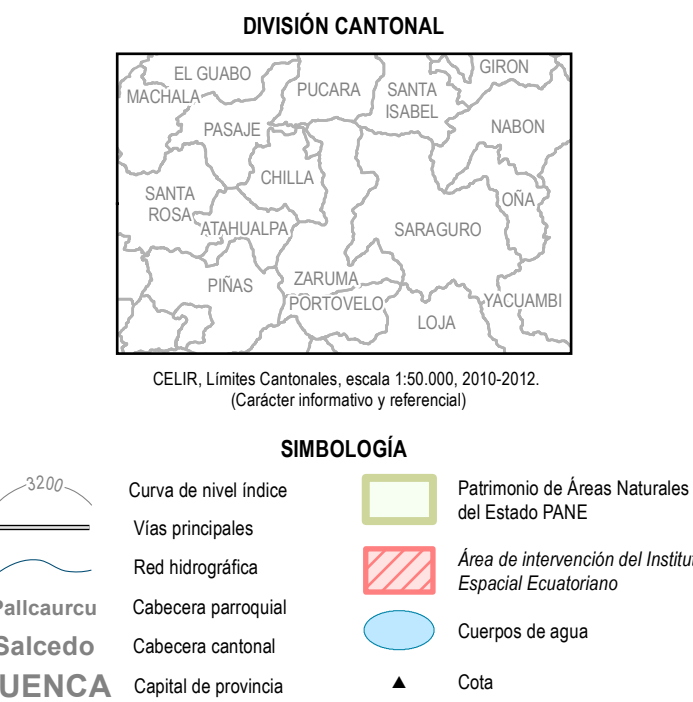 DIVISIÓN CANTONAL
EL GUABO
GIRON
MACHALA
PUCARA
SANTA
ISABEL
PASAJE
NABON
CHILLA
SANTA
ROSA
OÑA
ATAHUALPA
SARAGURO
PIÑAS
ZARUMA
PORTOVELO
YACUAMBI
LOJA
CELIR, Límites Cantonales, escala 1:50.000, 2010-2012.
(Carácter informativo y referencial)
SIMBOLOGÍA
3200
Curva de nivel índice
Vías principales
Red hidrográfica
Pallcaurcu Cabecera parroquial
Salcedo Cabecera cantonal
UENCA Capital de provincia
Patrimonio de Áreas Naturales
del Estado PANE
Área de intervención del Institut
Espacial Ecuatoriano
Cuerpos de agua
Cota